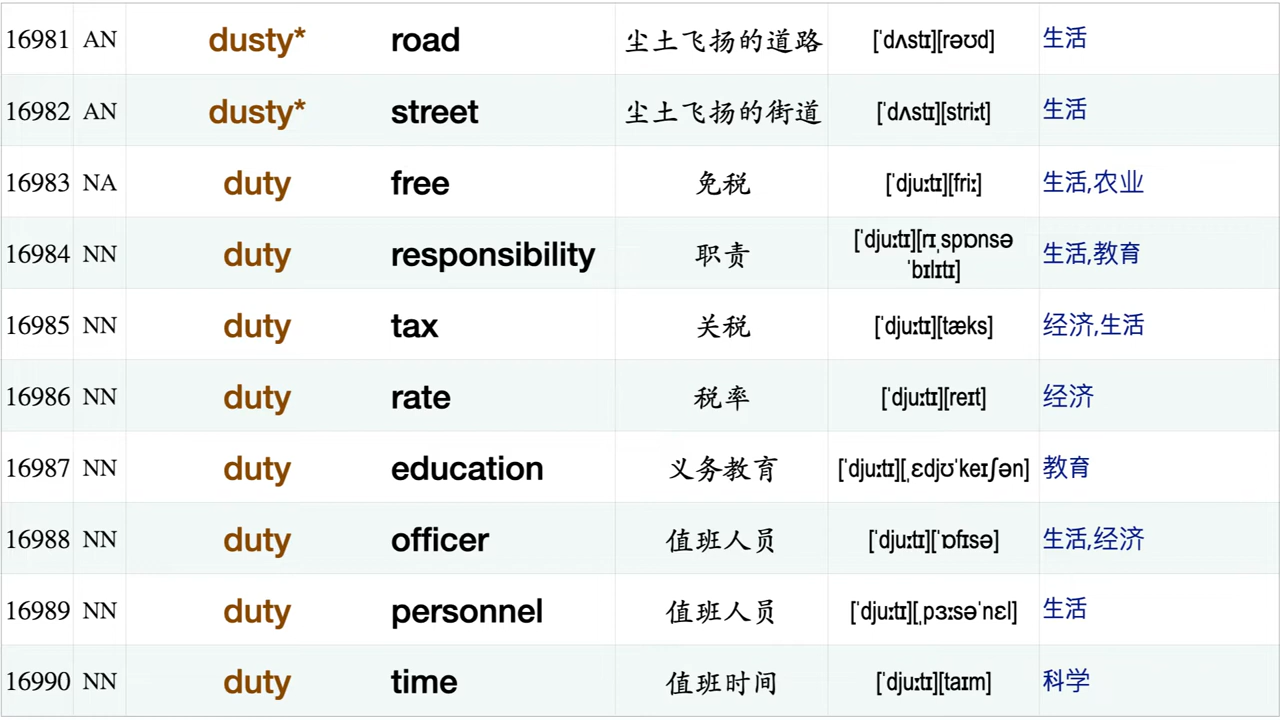 16981 AN dusty* road 尘土飞扬的道路 [ˈdʌstɪ][rəʊd] 生活
16982 AN dusty* street 尘土飞扬的街道 [ˈdʌstɪ][striːt] 生活
16983 NA duty free 免税 [ˈdjuːtɪ][friː] 生活,农业
16984 NN duty responsibility 职责 [ˈdjuːtɪ][rɪˌspɒnsə
ˈbɪlɪtɪ] 生活,教育
16985 NN duty tax 关税 [ˈdjuːtɪ][tæks] 经济,生活
16986 NN duty rate 税率 [ˈdjuːtɪ][reɪt] 经济
16987 NN duty education 义务教育 [ˈdjuːtɪ][ˌɛdjʊˈkeɪʃən] 教育
16988 NN duty officer 值班人员 [ˈdjuːtɪ][ˈɒfɪsə] 生活,经济
16989 NN duty personnel 值班人员 [ˈdjuːtɪ][ˌpɜːsəˈnɛl] 生活
16990 NN duty time 值班时间 [ˈdjuːtɪ][taɪm] 科学